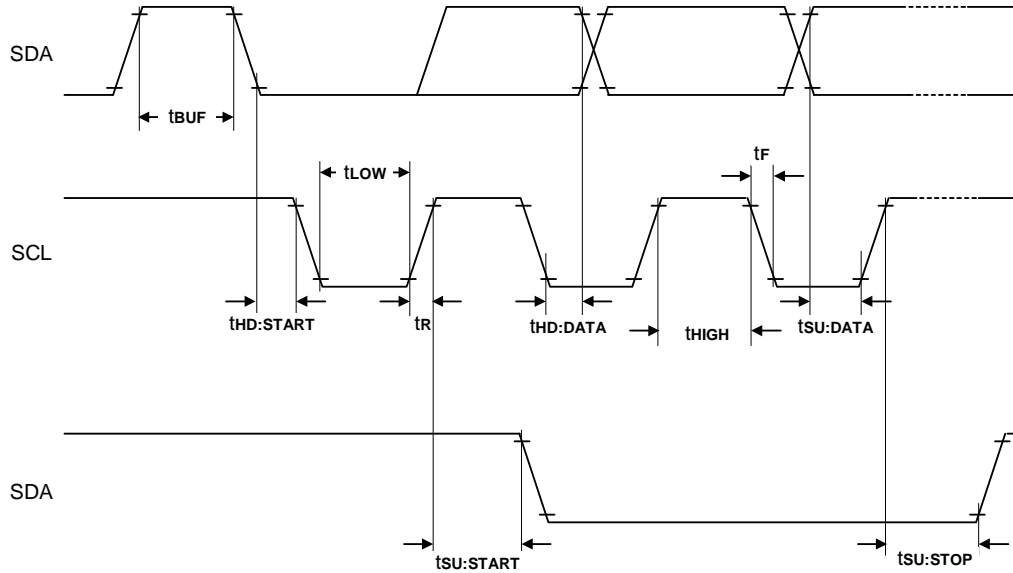 SDA
tBUF
tLOW
tF
SCL
tHD:START
tR
tHD:DATA
tHIGH
tSU:DATA
SDA
tSU:START
tSU:STOP